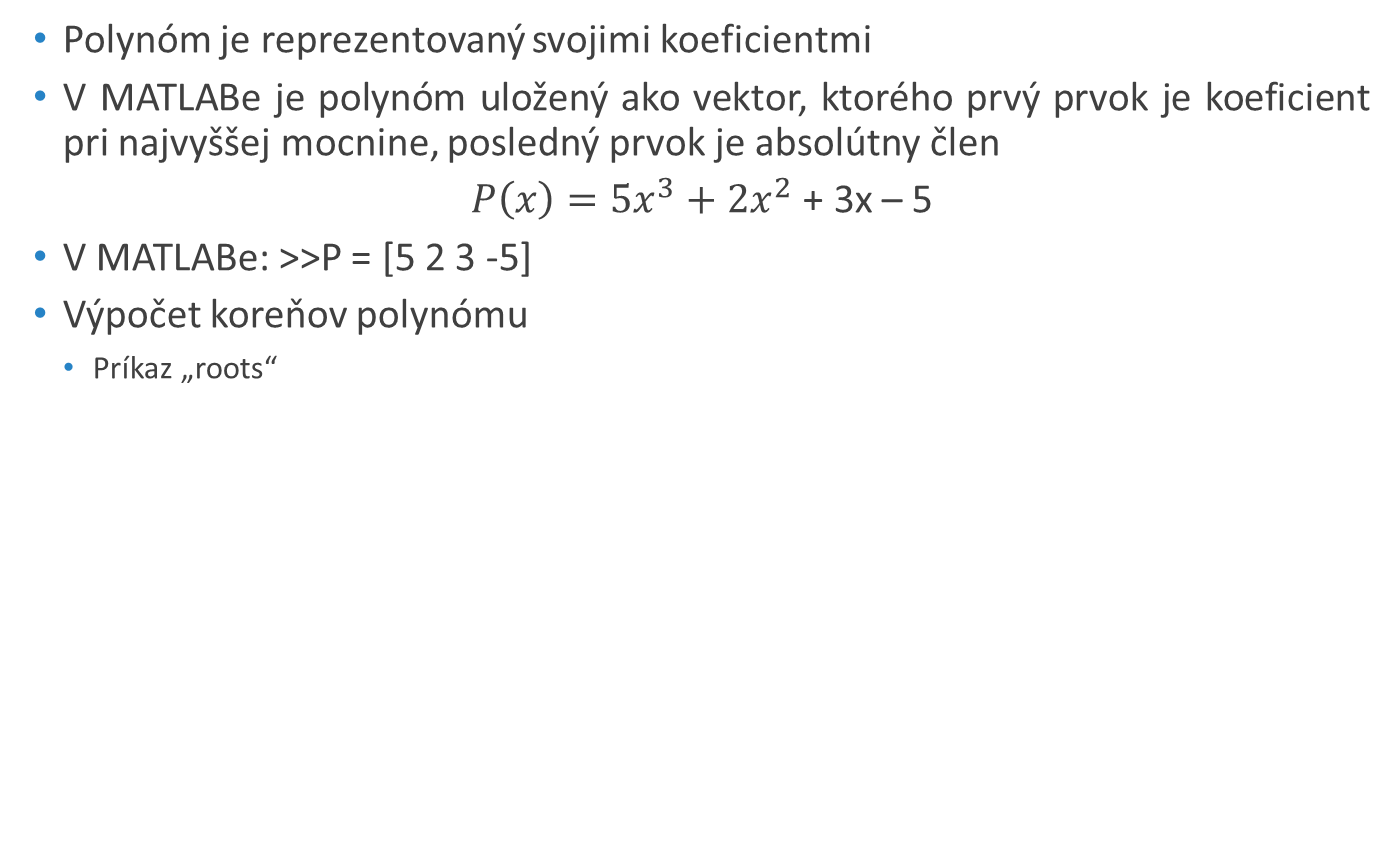 • Polynóm je reprezentovaný svojimi koeficientmi
• V MATLABe je polynóm uložený ako vektor, ktorého prvý prvok je koeficient
pri najvyššej mocnine, posledný prvok je absolútny člen
𝑃(𝑥) = 5𝑥³ + 2𝑥² + 3x – 5
• V MATLABe: >>P = [5 2 3 -5]
• Výpočet koreňov polynómu
• Príkaz „roots“